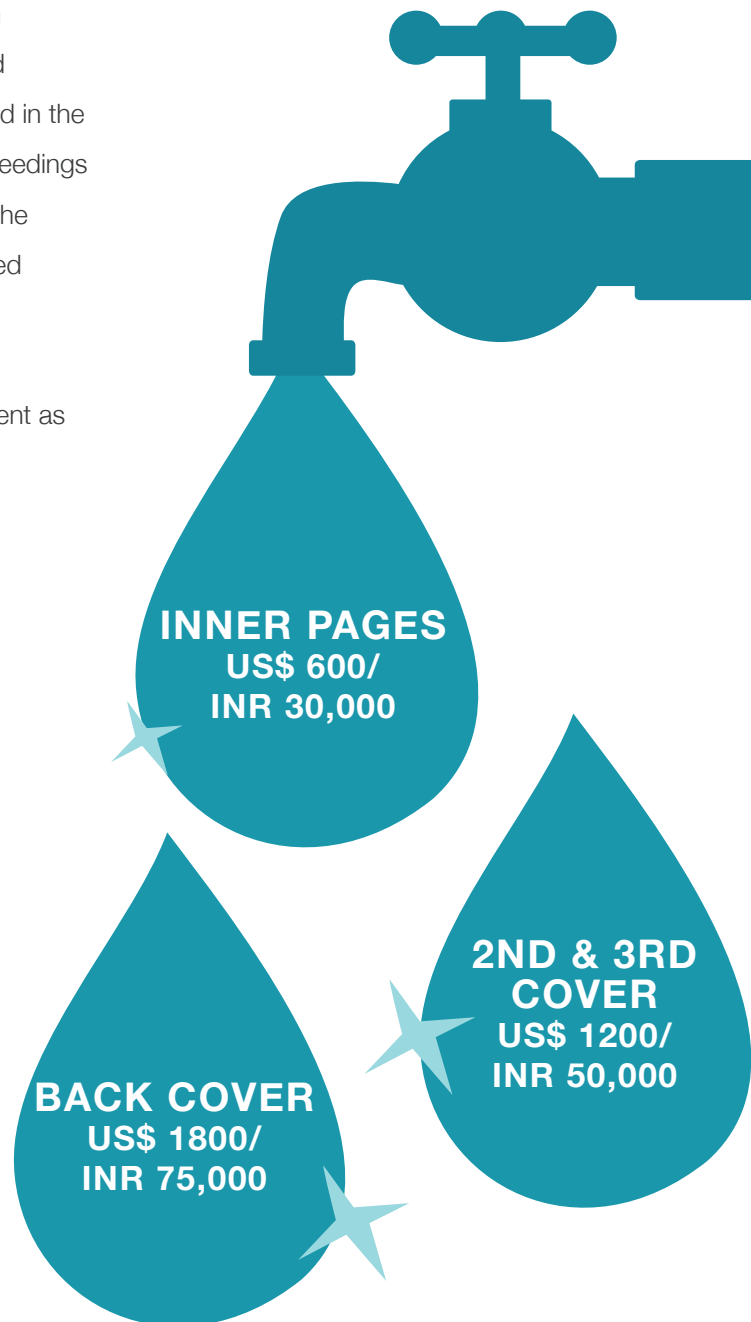 d
d in the
eedings
he
ed
ent as
INNER PAGES
US$ 600/
INR 30,000
2ND & 3RD
COVER
US$ 1200/
INR 50,000
BACK COVER
US$ 1800/
INR 75,000